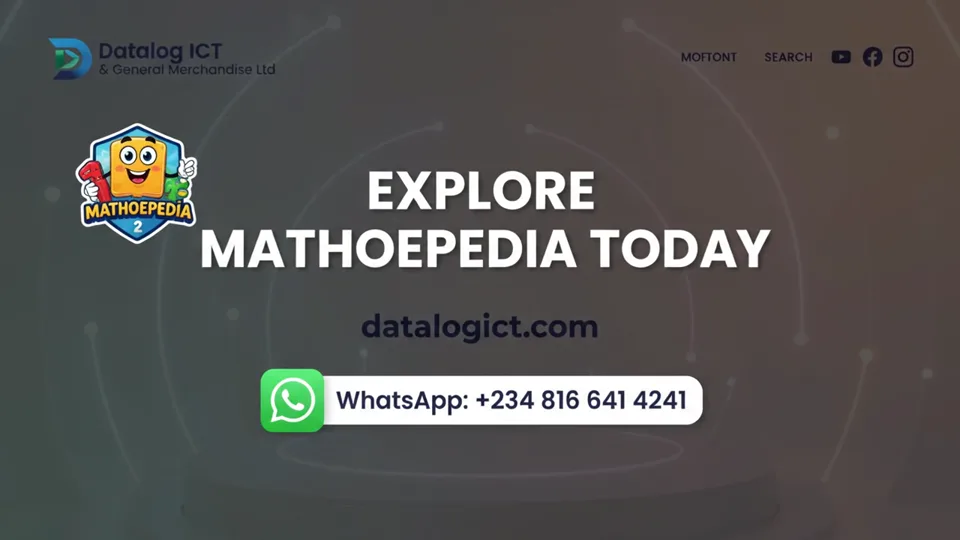 Datalog ICT
& General Merchandise Ltd
MOFTONT
SEARCH
MATHOEPEDIA
2
EXPLORE
MATHOEPEDIA TODAY
datalogict.com
WhatsApp: +234 816 641 4241